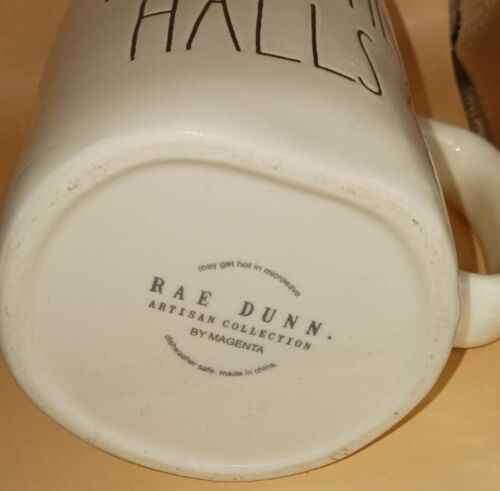 HALLS
may get hot in microwave
RAE DUNN.
ARTISAN COLLECTION
BY MAGENTA
dishwasher safe. made in china.